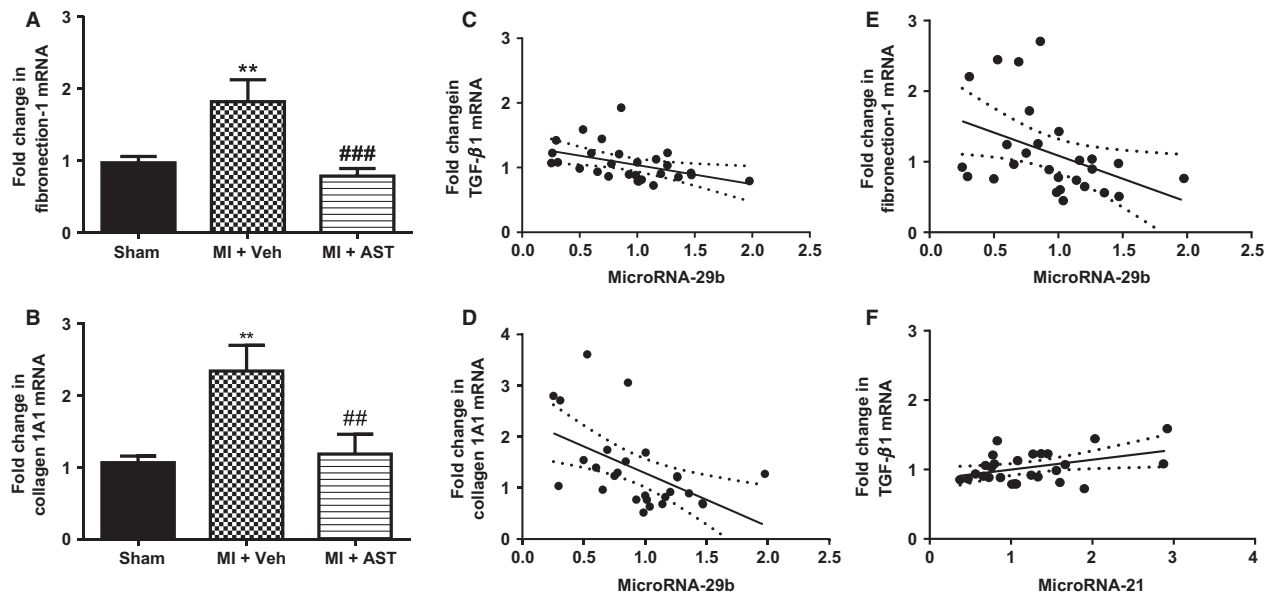 A
Fold change in
fibronection-1 mRNA
3
2
1
0
**
###
Sham
MI + Veh
MI + AST
B
Fold change in
collagen 1A1 mRNA
3
2
1
0
**
##
Sham
MI + Veh
MI + AST
C
Fold changein
TGF-β1 mRNA
3
2
1
0
0.0 0.5 1.0 1.5 2.0 2.5
MicroRNA-29b
D
Fold change in
collagen 1A1 mRNA
4
3
2
1
0
0.0 0.5 1.0 1.5 2.0 2.5
MicroRNA-29b
E
Fold change in
fibronection-1 mRNA
3
2
1
0
0.0 0.5 1.0 1.5 2.0 2.5
MicroRNA-29b
F
Fold change in
TGF-β1 mRNA
3
2
1
0
0 1 2 3 4
MicroRNA-21